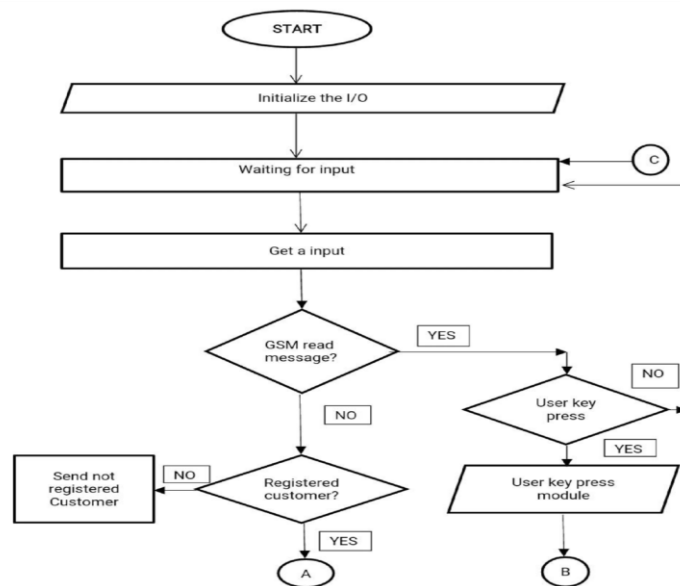 START
Initialize the I/O
Waiting for input
C
Get a input
GSM read
message?
YES
NO
User key
press
NO
YES
Send not
registered
Customer
NO
Registered
customer?
User key press
module
YES
A
B